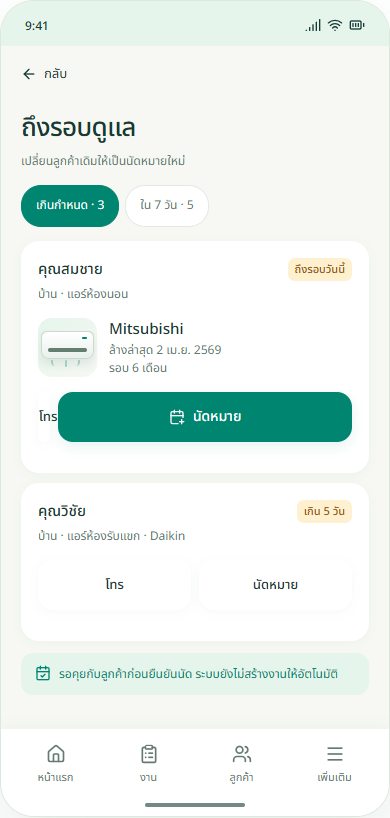 9:41
กลับ
ถึงรอบดูแล
เปลี่ยนลูกค้าเดิมให้เป็นนัดหมายใหม่
เกินกำหนด · 3
ใน 7 วัน · 5
คุณสมชาย
ถึงรอบวันนี้
บ้าน · แอร์ห้องนอน
Mitsubishi
ล้างล่าสุด 2 เม.ย. 2569
รอบ 6 เดือน
โทร
นัดหมาย
คุณวิชัย
เกิน 5 วัน
บ้าน · แอร์ห้องรับแขก · Daikin
โทร
นัดหมาย
รอคุยกับลูกค้าก่อนยืนยันนัด ระบบยังไม่สร้างงานให้อัตโนมัติ
หน้าแรก
งาน
ลูกค้า
เพิ่มเติม